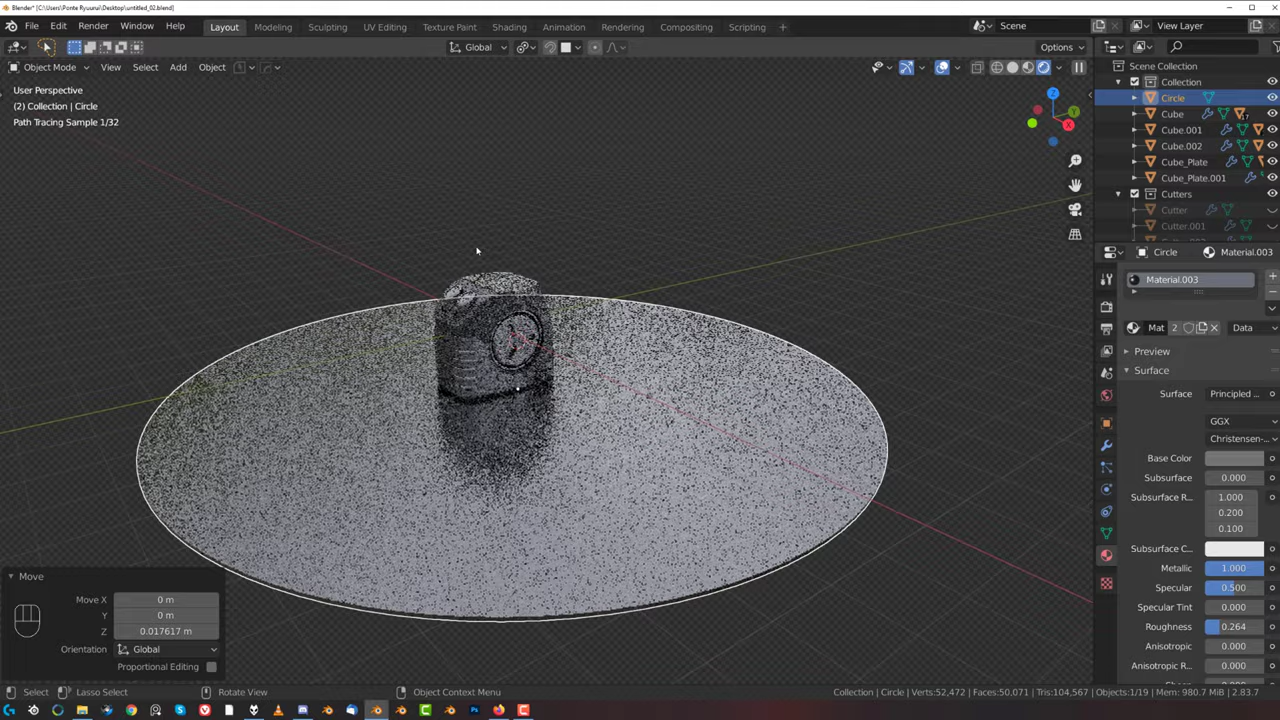 Blender* [C:\Users\Ponte Ryuurui\Desktop\untitled_02.blend]
File Edit Render Window Help Layout Modeling Sculpting UV Editing Texture Paint Shading Animation Rendering Compositing Scripting Scene View Layer
Global Options
Object Mode View Select Add Object
User Perspective
(2) Collection | Circle
Path Tracing Sample 1/32
Z
Y
X
Scene Collection
Collection
Circle
Cube
17
Cube.001
Cube.002
Cube_Plate
Cube_Plate.001
Cutters
Cutter
Cutter.001
Circle Material.003
Material.003
Mat 2 Data
Preview
Surface
Surface Principled ...
GGX
Christensen-...
Base Color
Subsurface 0.000
Subsurface R... 1.000
0.200
0.100
Subsurface C...
Metallic 1.000
Specular 0.500
Specular Tint 0.000
Roughness 0.264
Anisotropic 0.000
Anisotropic R... 0.000
Move
Move X 0 m
Y 0 m
Z 0.017617 m
Orientation Global
Proportional Editing
Select Lasso Select Rotate View Object Context Menu Collection | Circle | Verts:52,472 | Faces:50,071 | Tris:104,567 | Objects:1/19 | Mem: 980.7 MiB | 2.83.7